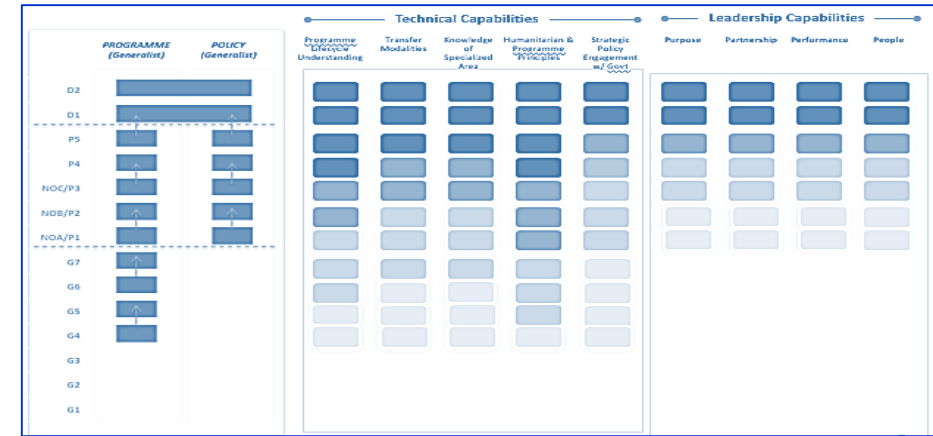 Technical Capabilities
Leadership Capabilities
PROGRAMME
(Generalist)
POLICY
(Generalist)
Programme
Lifecycle
Understanding
Transfer
Modalities
Knowledge
of
Specialized
Area
Humanitarian &
Programme
Principles
Strategic
Policy
Engagement
w/ Govt
Purpose
Partnership
Performance
People
D2
D1
P5
P4
NOC/P3
NOB/P2
NOA/P1
G7
G6
G5
G4
G3
G2
G1